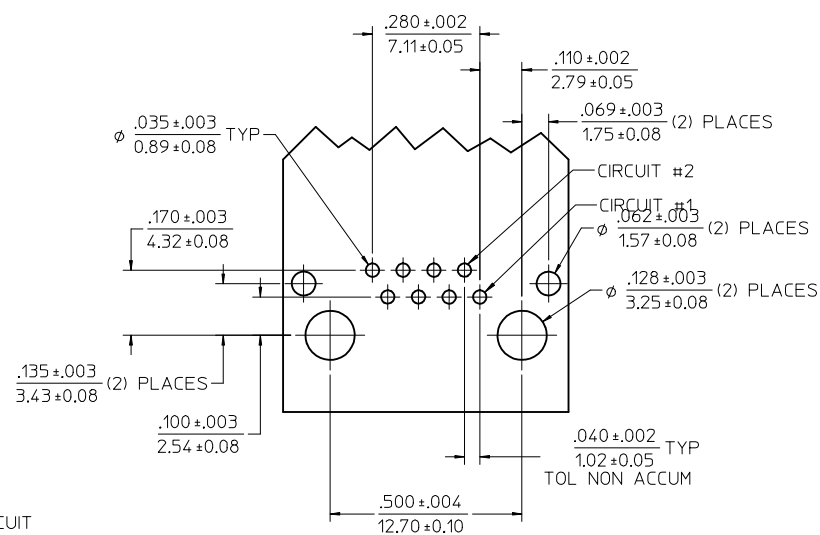 .280±.002
7.11±0.05
.110±.002
2.79±0.05
.069±.003 (2) PLACES
1.75±0.08
ϕ .035±.003 TYP
0.89±0.08
CIRCUIT #2
CIRCUIT #1
.170±.003
4.32±0.08
ϕ .062±.003 (2) PLACES
1.57±0.08
ϕ .128±.003 (2) PLACES
3.25±0.08
.135±.003 (2) PLACES
3.43±0.08
.100±.003
2.54±0.08
.040±.002 TYP
1.02±0.05
TOL NON ACCUM
.500±.004
12.70±0.10
CUIT